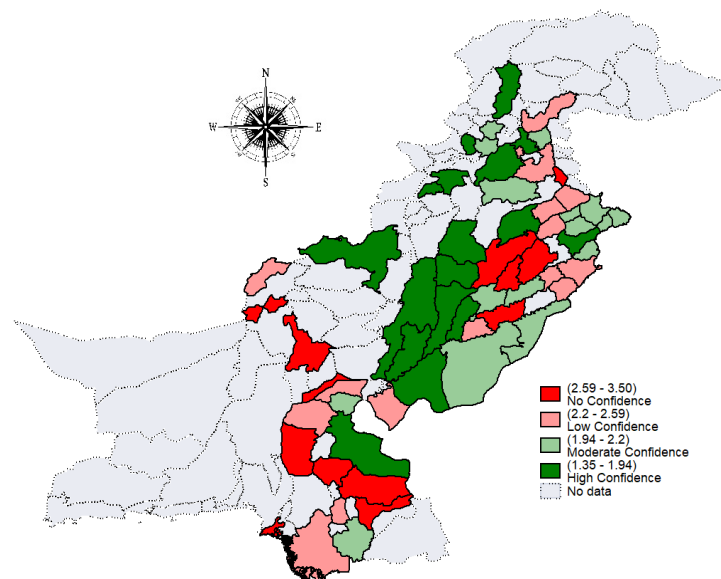 N
W
E
S
(2.59 - 3.50)
No Confidence
(2.2 - 2.59)
Low Confidence
(1.94 - 2.2)
Moderate Confidence
(1.35 - 1.94)
High Confidence
No data